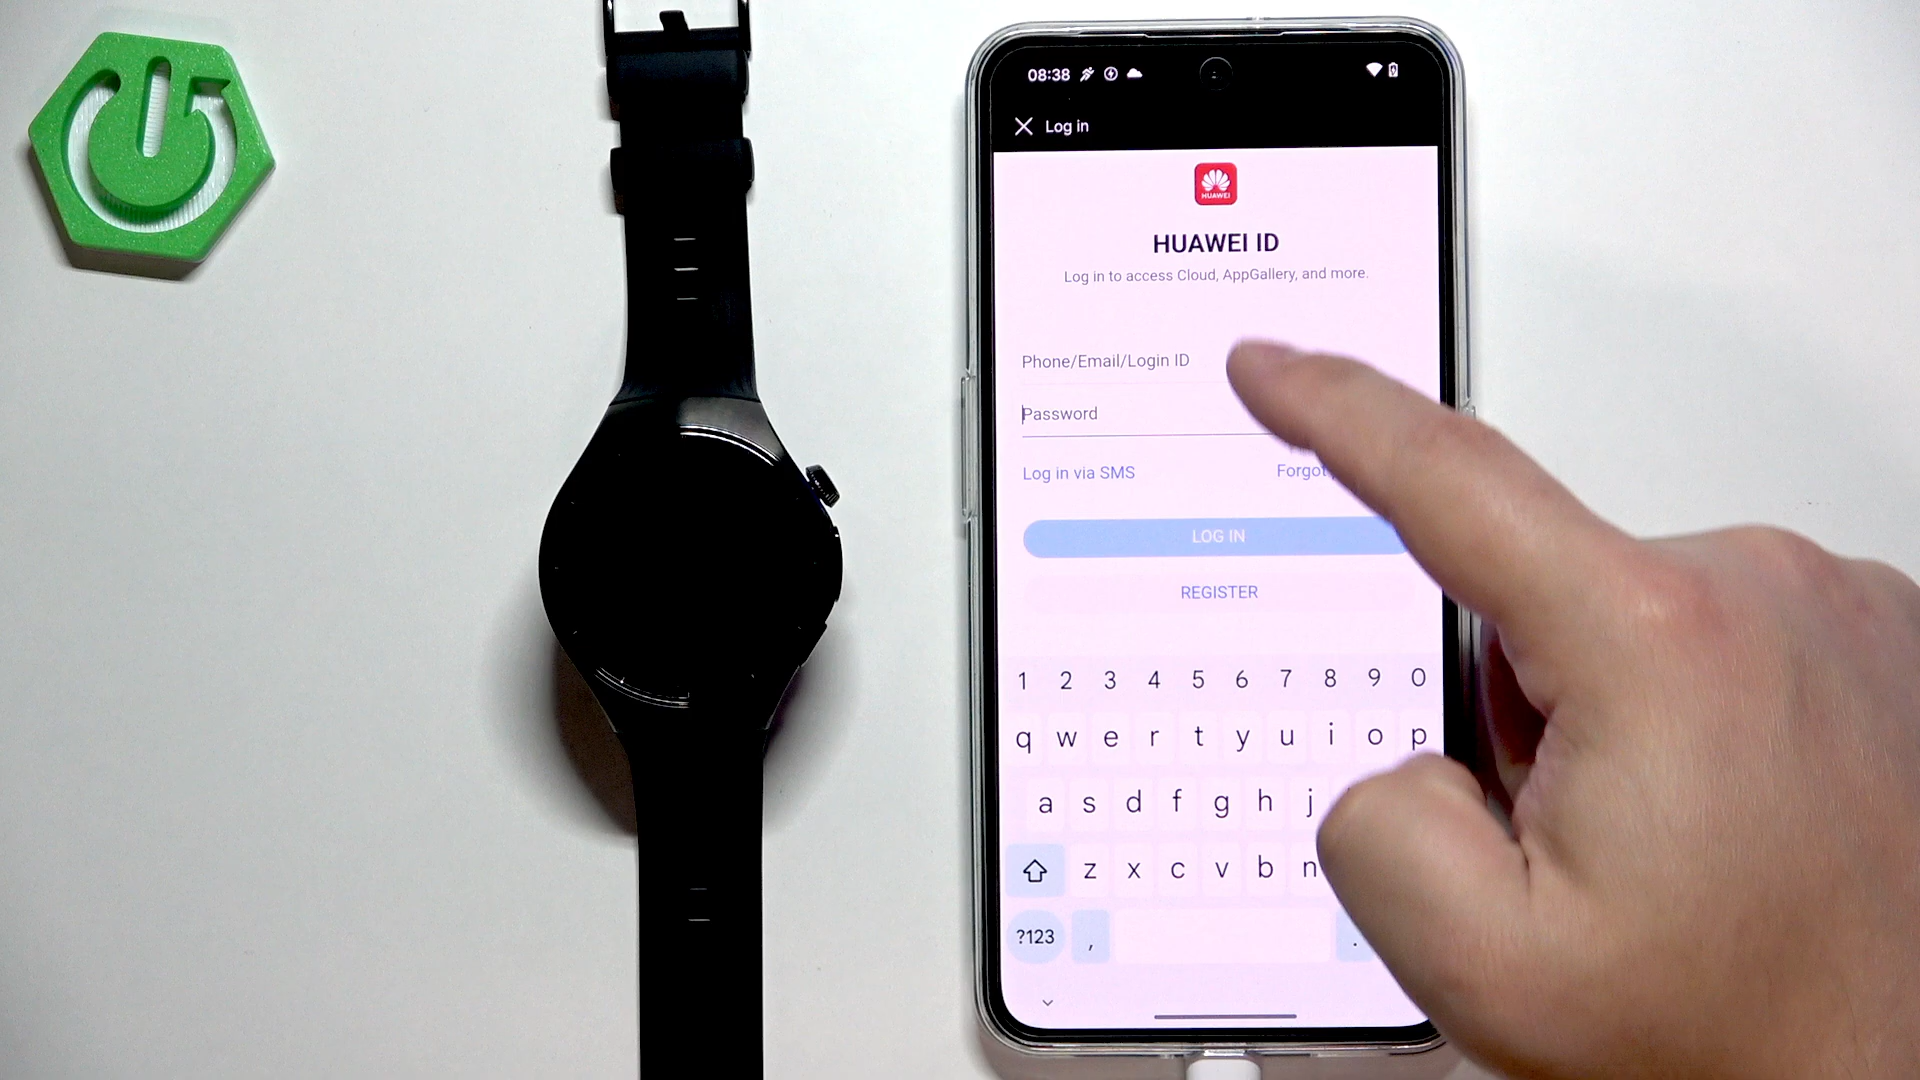 08:38
Log in
HUAWEI
HUAWEI ID
Log in to access Cloud, AppGallery, and more.
Phone/Email/Login ID
Password
Log in via SMS
Forgot
LOG IN
REGISTER
1 2 3 4 5 6 7 8 9 0
q w e r t y u i o p
a s d f g h j
z x c v b n
?123 , .